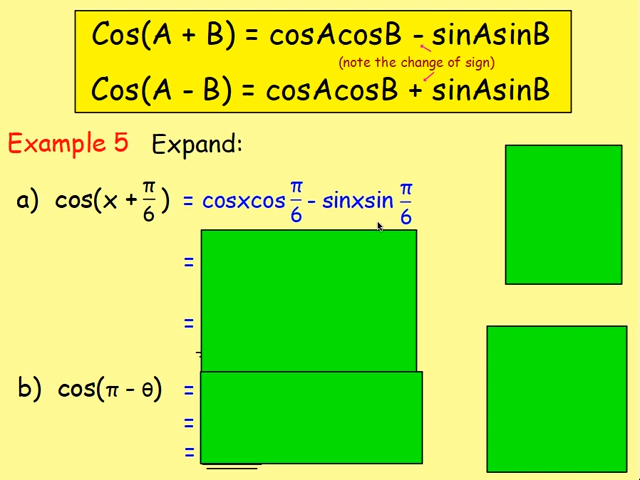 Cos(A + B) = cosAcosB - sinAsinB
(note the change of sign)
Cos(A - B) = cosAcosB + sinAsinB
Example 5 Expand:
a) cos(x + π/6) = cosxcos π/6 - sinxsin π/6
=
=
b) cos(π - θ) =
=
=